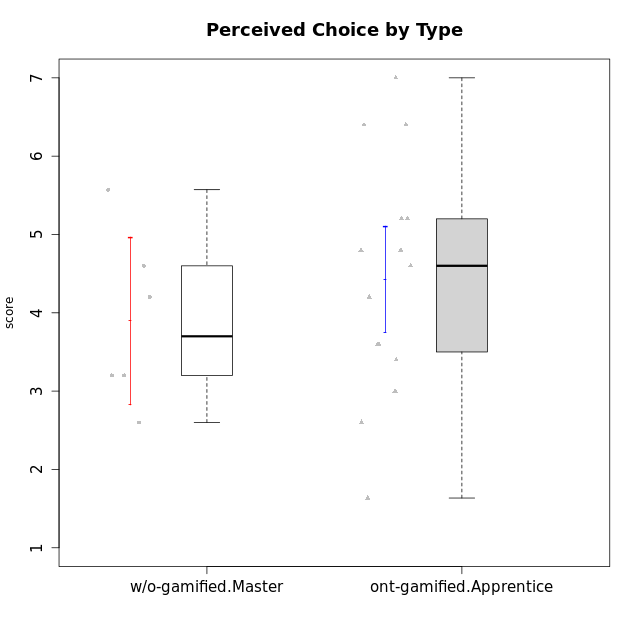 Perceived Choice by Type
7
6
5
4
3
2
1
score
w/o-gamified.Master
ont-gamified.Apprentice